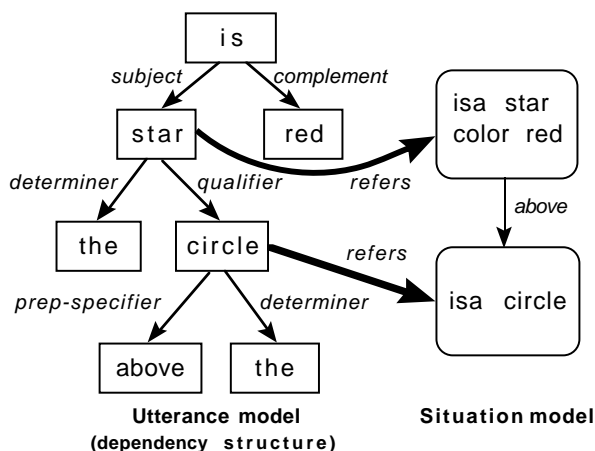 is
subject
complement
isa star
color red
star
red
determiner
qualifier
refers
above
the
circle
refers
isa circle
prep-specifier
determiner
above
the
Utterance model
(dependency structure)
Situation model